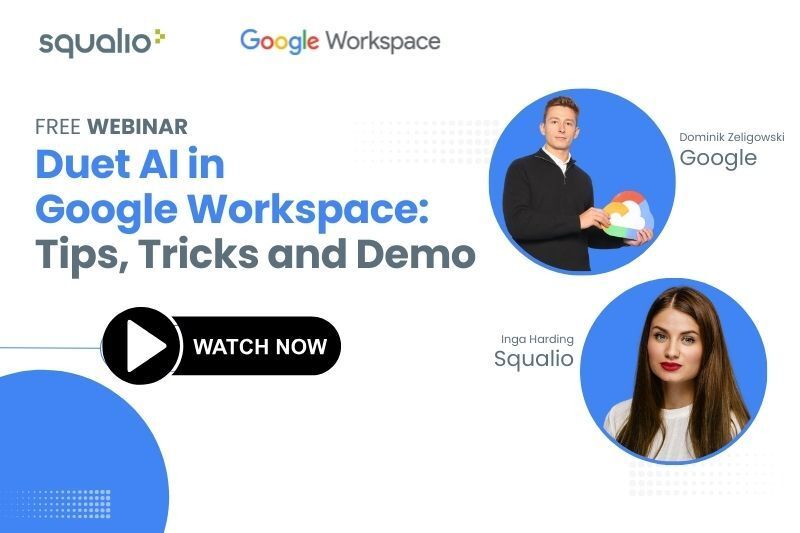 squalio
Google Workspace
FREE WEBINAR
Duet AI in
Google Workspace:
Tips, Tricks and Demo
WATCH NOW
Dominik Zeligowski
Google
Inga Harding
Squalio